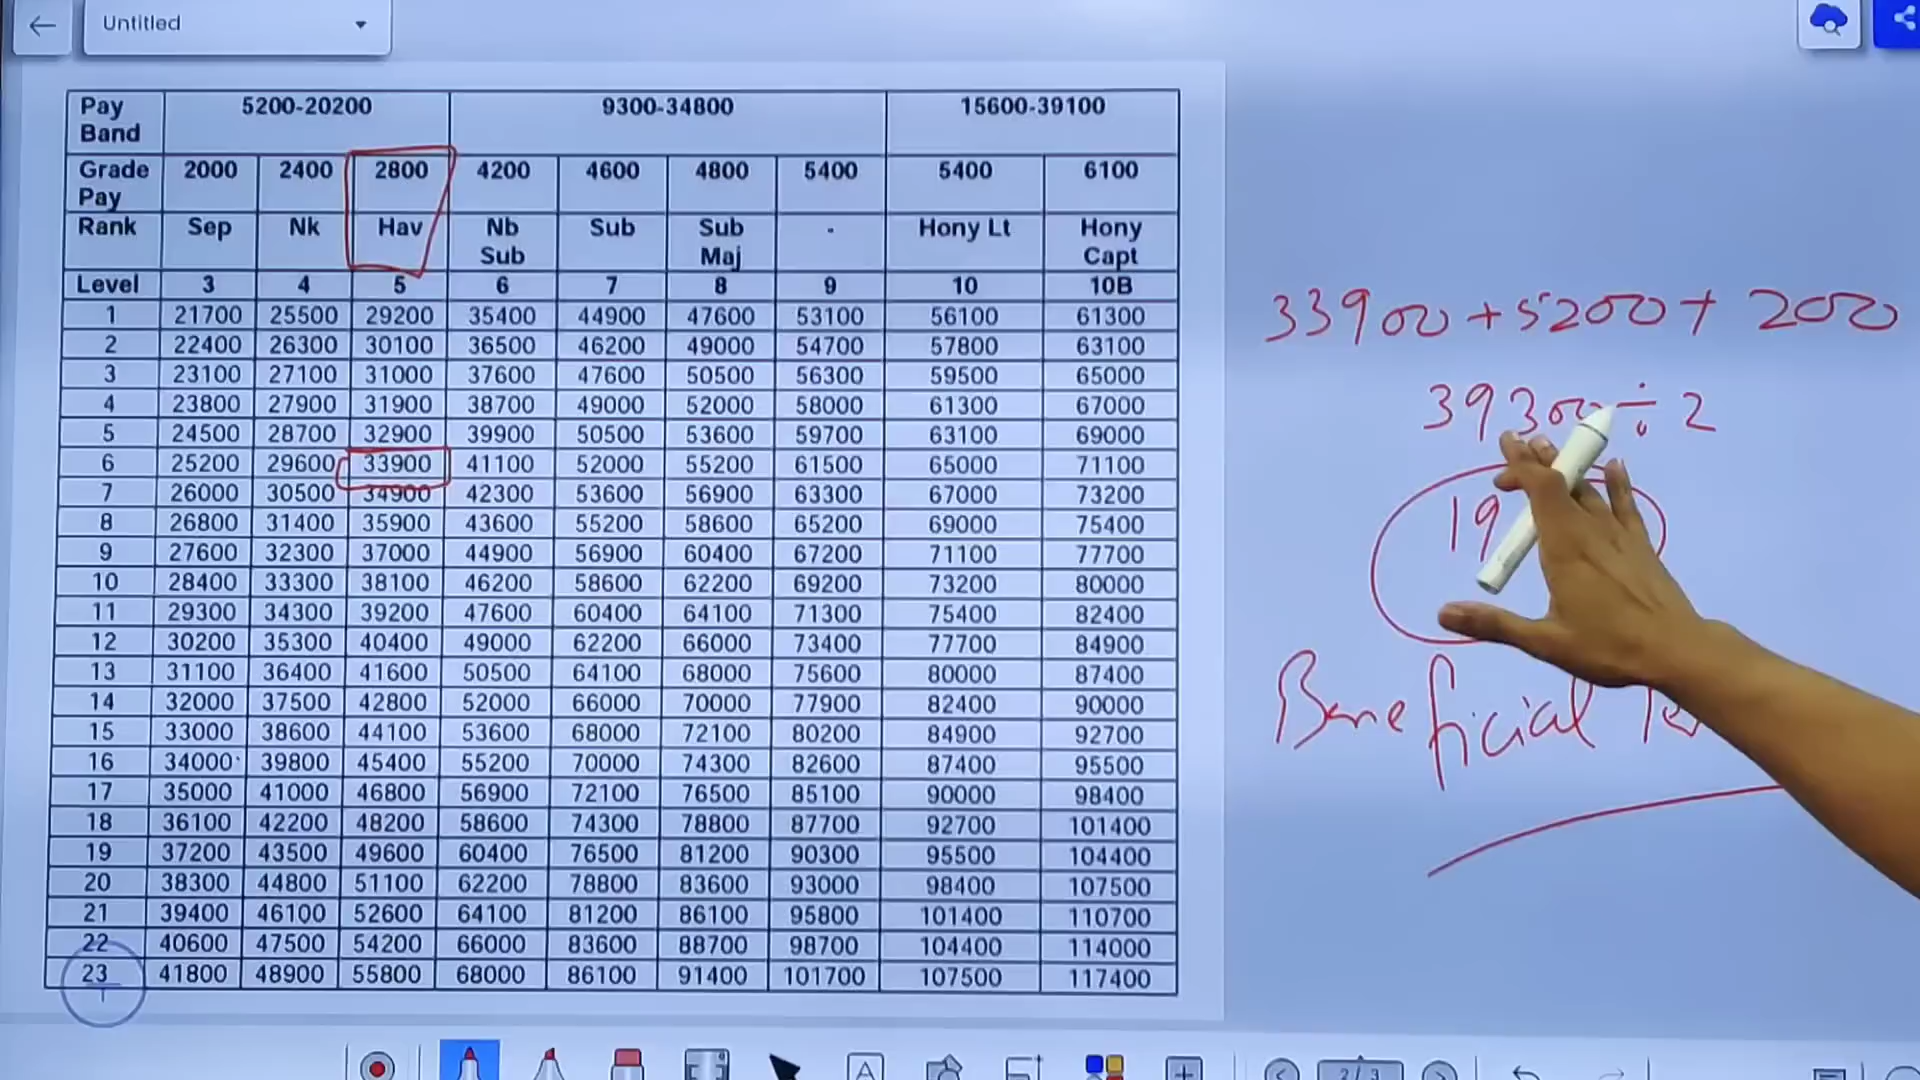 Untitled
Pay Band 5200-20200 9300-34800 15600-39100
Grade Pay 2000 2400 2800 4200 4600 4800 5400 5400 6100
Rank Sep Nk Hav Nb Sub Sub Sub Maj - Hony Lt Hony Capt
Level 3 4 5 6 7 8 9 10 10B
1 21700 25500 29200 35400 44900 47600 53100 56100 61300
2 22400 26300 30100 36500 46200 49000 54700 57800 63100
3 23100 27100 31000 37600 47600 50500 56300 59500 65000
4 23800 27900 31900 38700 49000 52000 58000 61300 67000
5 24500 28700 32900 39900 50500 53600 59700 63100 69000
6 25200 29600 33900 41100 52000 55200 61500 65000 71100
7 26000 30500 34900 42300 53600 56900 63300 67000 73200
8 26800 31400 35900 43600 55200 58600 65200 69000 75400
9 27600 32300 37000 44900 56900 60400 67200 71100 77700
10 28400 33300 38100 46200 58600 62200 69200 73200 80000
11 29300 34300 39200 47600 60400 64100 71300 75400 82400
12 30200 35300 40400 49000 62200 66000 73400 77700 84900
13 31100 36400 41600 50500 64100 68000 75600 80000 87400
14 32000 37500 42800 52000 66000 70000 77900 82400 90000
15 33000 38600 44100 53600 68000 72100 80200 84900 92700
16 34000 39800 45400 55200 70000 74300 82600 87400 95500
17 35000 41000 46800 56900 72100 76500 85100 90000 98400
18 36100 42200 48200 58600 74300 78800 87700 92700 101400
19 37200 43500 49600 60400 76500 81200 90300 95500 104400
20 38300 44800 51100 62200 78800 83600 93000 98400 107500
21 39400 46100 52600 64100 81200 86100 95800 101400 110700
22 40600 47500 54200 66000 83600 88700 98700 104400 114000
23 41800 48900 55800 68000 86100 91400 101700 107500 117400
33900 + 5200 + 200
39300 ÷ 2
19
Beneficial
A
2/3